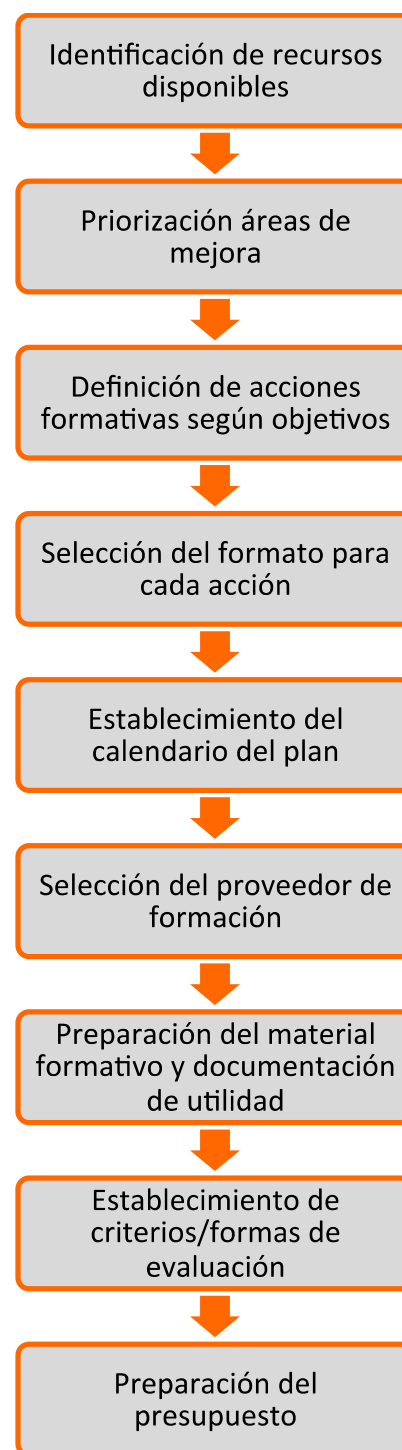 Identificación de recursos
disponibles
Priorización áreas de
mejora
Definición de acciones
formativas según objetivos
Selección del formato para
cada acción
Establecimiento del
calendario del plan
Selección del proveedor de
formación
Preparación del material
formativo y documentación
de utilidad
Establecimiento de
criterios/formas de
evaluación
Preparación del
presupuesto